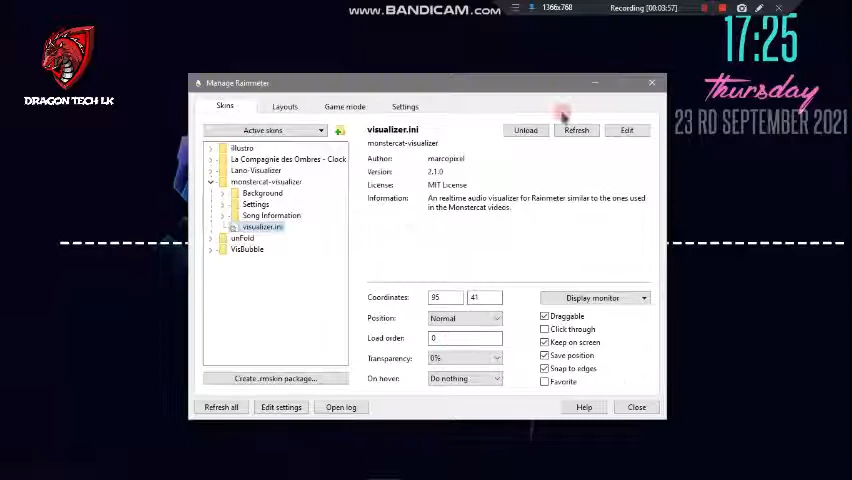 WWW.BANDICAM.COM
1366x768
Recording [00:03:57]
17:25
Thursday
23 RD SEPTEMBER 2021
DRAGON TECH LK
Manage Rainmeter
Skins
Layouts
Game mode
Settings
Active skins
illustro
La Compagnie des Ombres - Clock
Lano-Visualizer
monstercat-visualizer
Background
Settings
Song Information
visualizer.ini
unFold
VisBubble
Create .rmskin package...
visualizer.ini
Unload
Refresh
Edit
monstercat-visualizer
Author: marcopixel
Version: 2.1.0
License: MIT License
Information: An realtime audio visualizer for Rainmeter similar to the ones used
in the Monstercat videos.
Coordinates: 95 41
Display monitor
Position: Normal
Load order: 0
Transparency: 0%
On hover: Do nothing
Draggable
Click through
Keep on screen
Save position
Snap to edges
Favorite
Refresh all
Edit settings
Open log
Help
Close